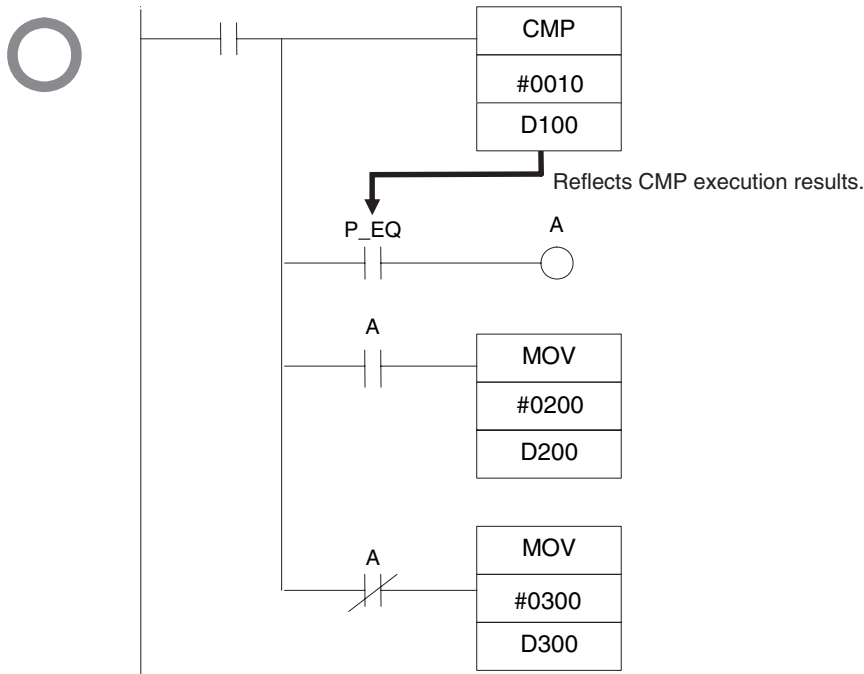 CMP
#0010
D100
Reflects CMP execution results.
P_EQ
A
A
MOV
#0200
D200
A
MOV
#0300
D300